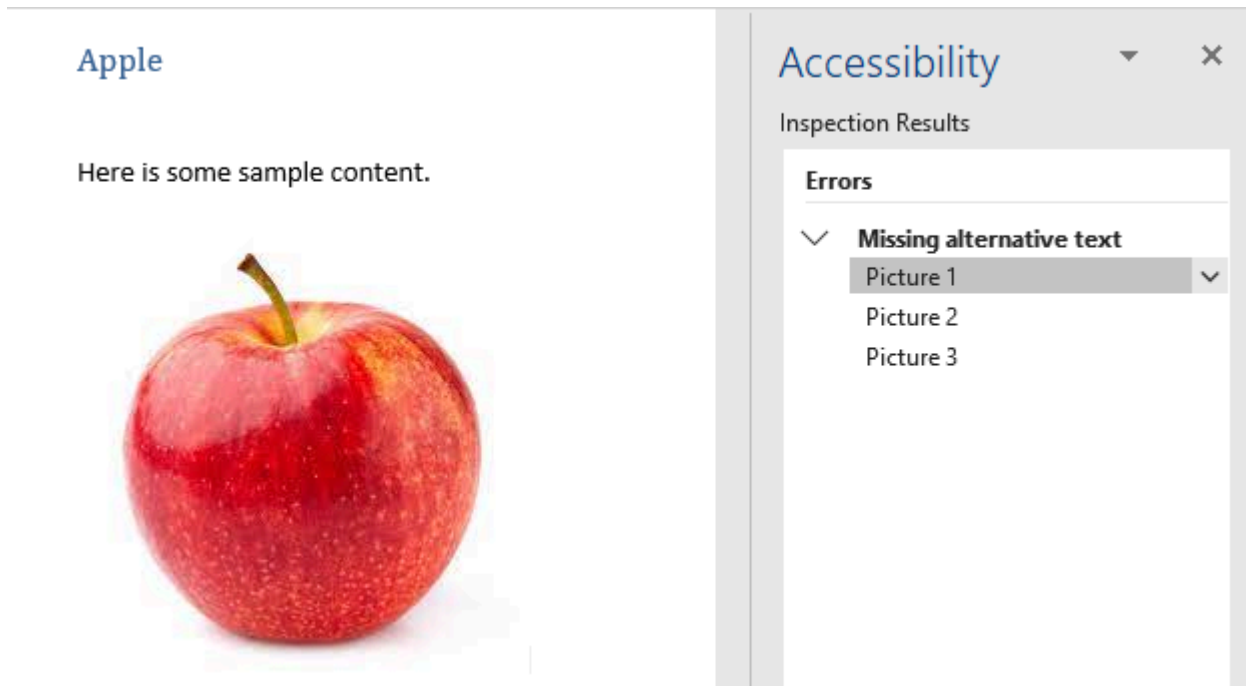 Apple
Here is some sample content.
Accessibility
Inspection Results
Errors
Missing alternative text
Picture 1
Picture 2
Picture 3